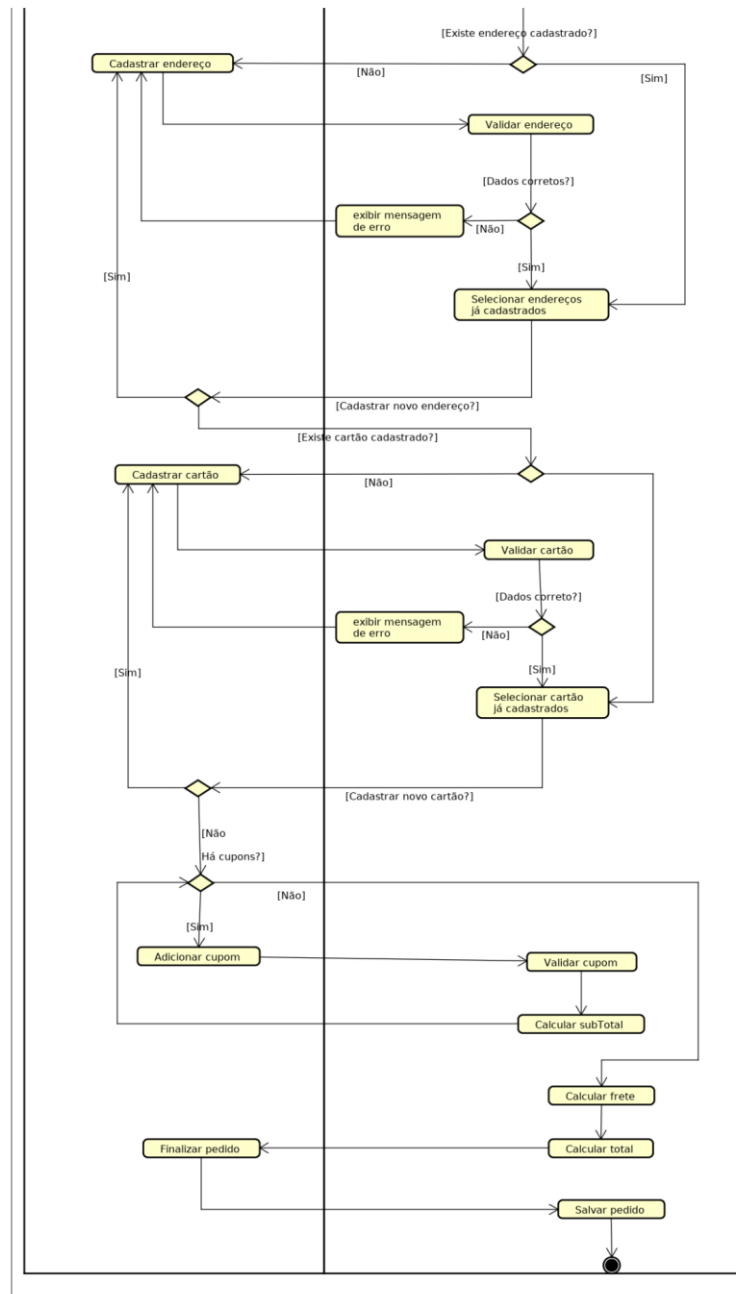 [Existe endereço cadastrado?]
Cadastrar endereço
[Não]
[Sim]
Validar endereço
[Dados corretos?]
exibir mensagem
de erro
[Não]
[Sim]
[Sim]
Selecionar endereços
já cadastrados
[Cadastrar novo endereço?]
[Existe cartão cadastrado?]
Cadastrar cartão
[Não]
Validar cartão
[Dados correto?]
exibir mensagem
de erro
[Não]
[Sim]
[Sim]
Selecionar cartão
já cadastrados
[Cadastrar novo cartão?]
[Não
Há cupons?]
[Não]
[Sim]
Adicionar cupom
Validar cupom
Calcular subTotal
Calcular frete
Finalizar pedido
Calcular total
Salvar pedido